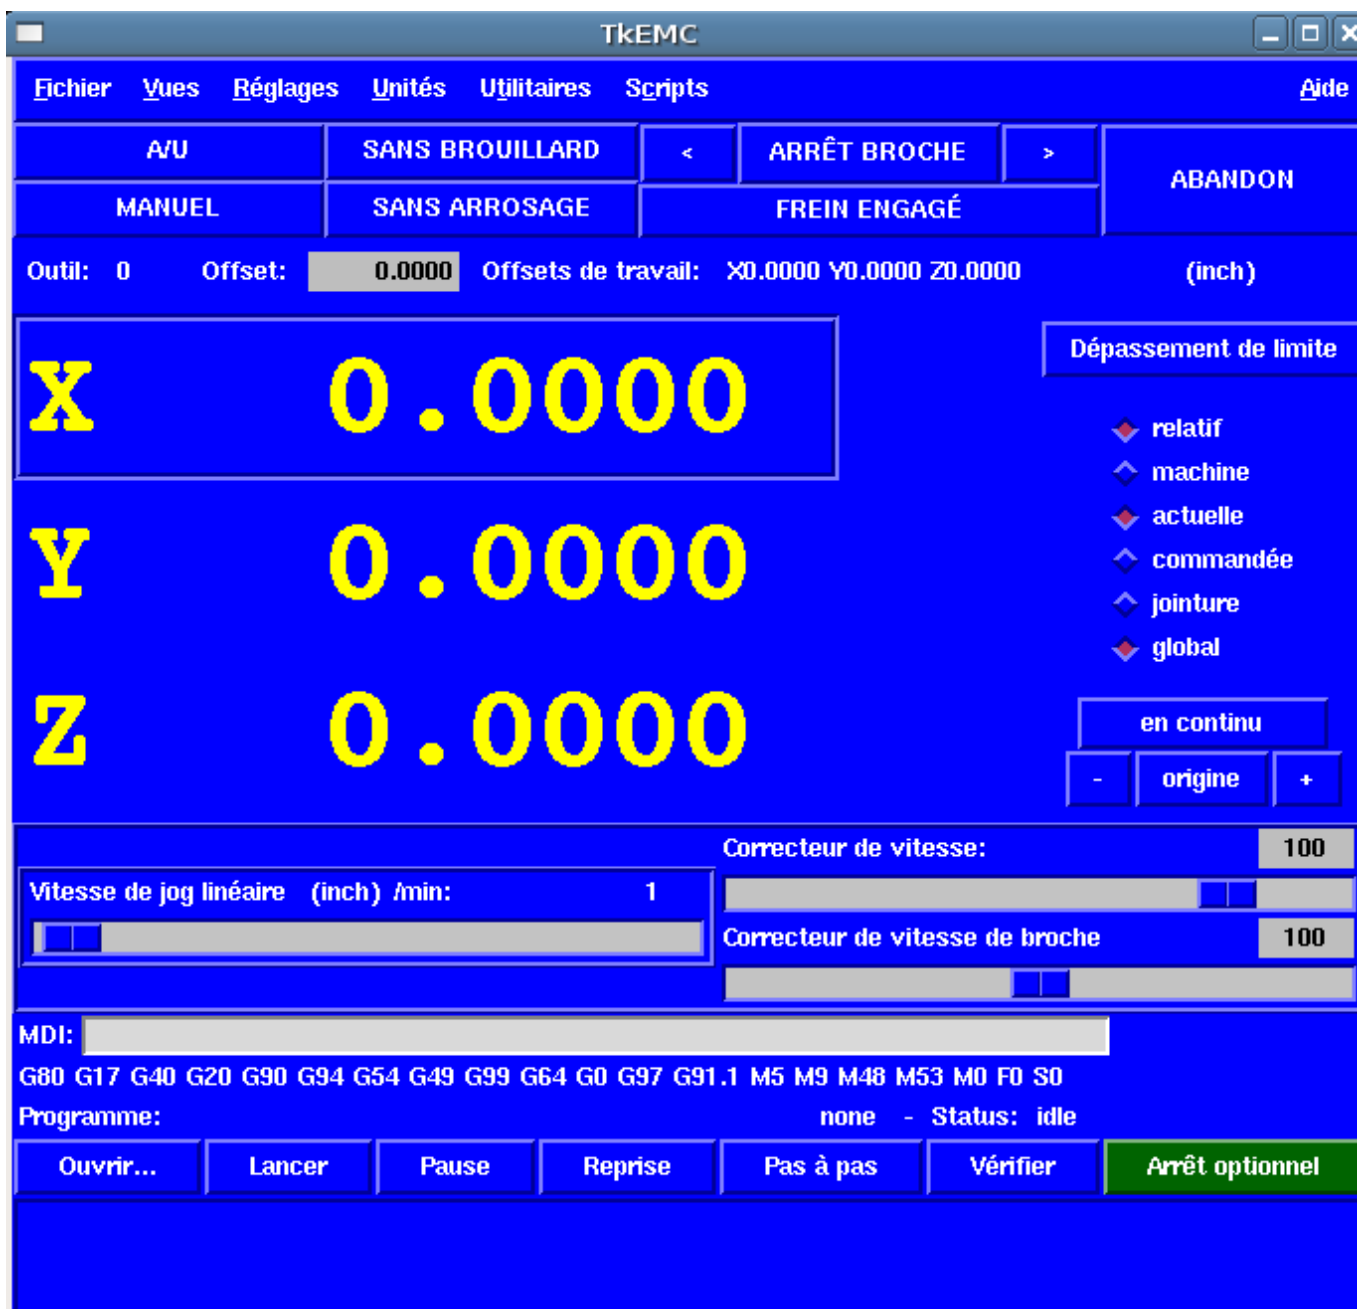 TkEMC
Fichier Vues Réglages Unités Utilitaires Scripts Aide
A/U SANS BROUILLARD < ARRÊT BROCHE > ABANDON
MANUEL SANS ARROSAGE FREIN ENGAGÉ
Outil: 0 Offset: 0.0000 Offsets de travail: X0.0000 Y0.0000 Z0.0000 (inch)
Dépassement de limite
X 0.0000
relatif
machine
actuelle
Y 0.0000
commandée
jointure
global
Z 0.0000
en continu
- origine +
Correcteur de vitesse: 100
Vitesse de jog linéaire (inch) /min: 1
Correcteur de vitesse de broche 100
MDI:
G80 G17 G40 G20 G90 G94 G54 G49 G99 G64 G0 G97 G91.1 M5 M9 M48 M53 M0 F0 S0
Programme: none - Status: idle
Ouvrir... Lancer Pause Reprise Pas à pas Vérifier Arrêt optionnel